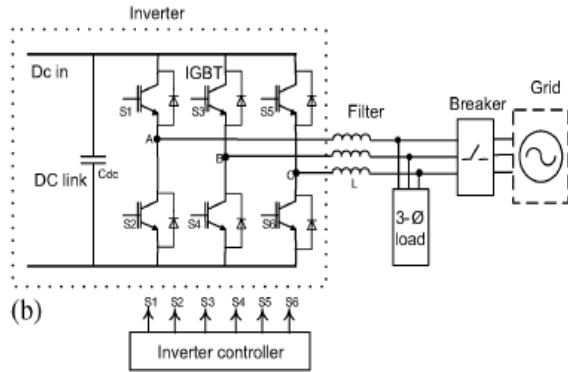 Inverter
Dc in
IGBT
S1
S3
S5
Filter
Breaker
Grid
A
B
C
DC link
Cdc
L
S2
S4
S6
3-Ø
load
(b)
S1 S2 S3 S4 S5 S6
Inverter controller